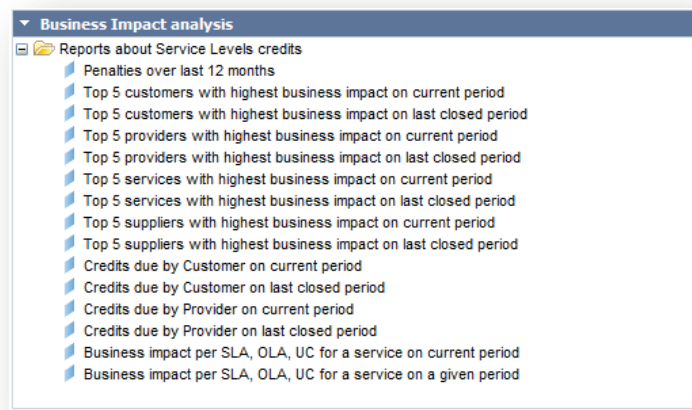 Business Impact analysis
Reports about Service Levels credits
Penalties over last 12 months
Top 5 customers with highest business impact on current period
Top 5 customers with highest business impact on last closed period
Top 5 providers with highest business impact on current period
Top 5 providers with highest business impact on last closed period
Top 5 services with highest business impact on current period
Top 5 services with highest business impact on last closed period
Top 5 suppliers with highest business impact on current period
Top 5 suppliers with highest business impact on last closed period
Credits due by Customer on current period
Credits due by Customer on last closed period
Credits due by Provider on current period
Credits due by Provider on last closed period
Business impact per SLA, OLA, UC for a service on current period
Business impact per SLA, OLA, UC for a service on a given period